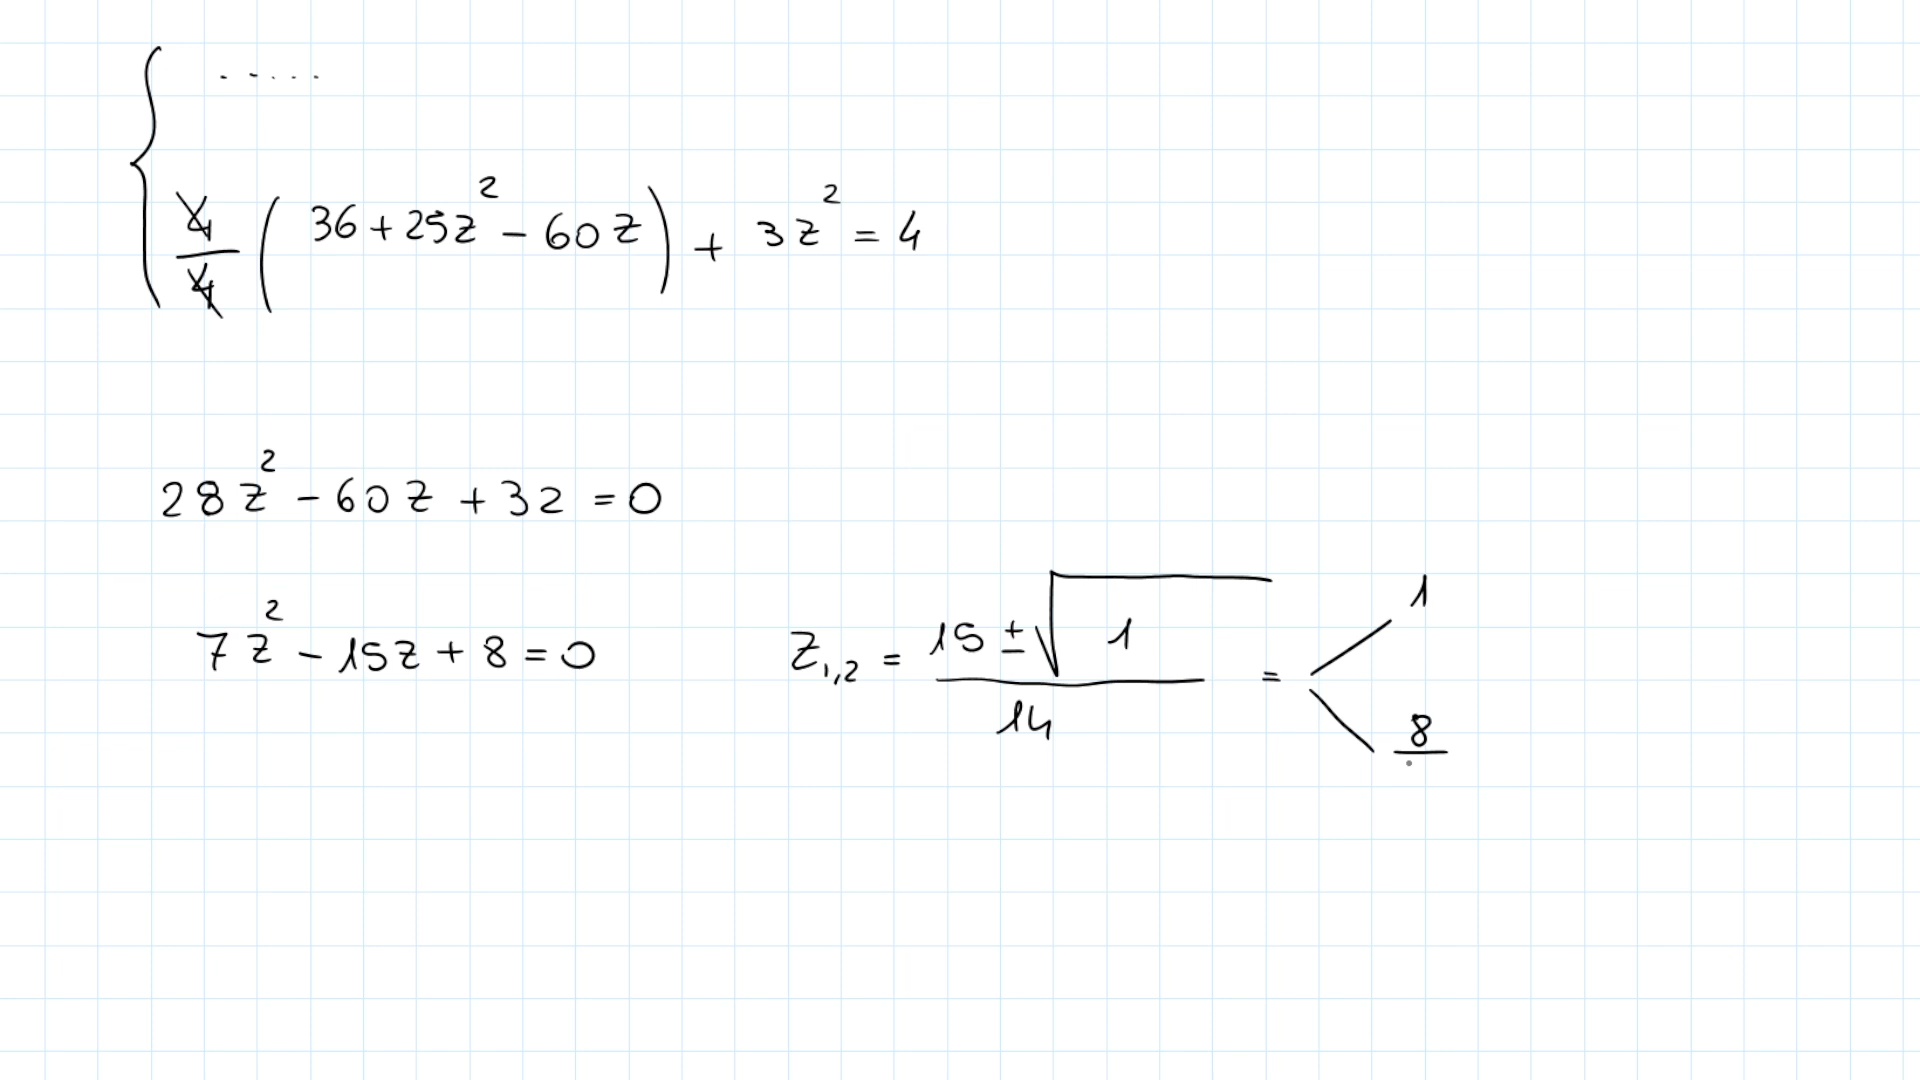 .....
4/4 ( 36 + 25z² - 60z ) + 3z² = 4
28z² - 60z + 32 = 0
7z² - 15z + 8 = 0
z₁,₂ = (15 ± √1)/14 = 1
8